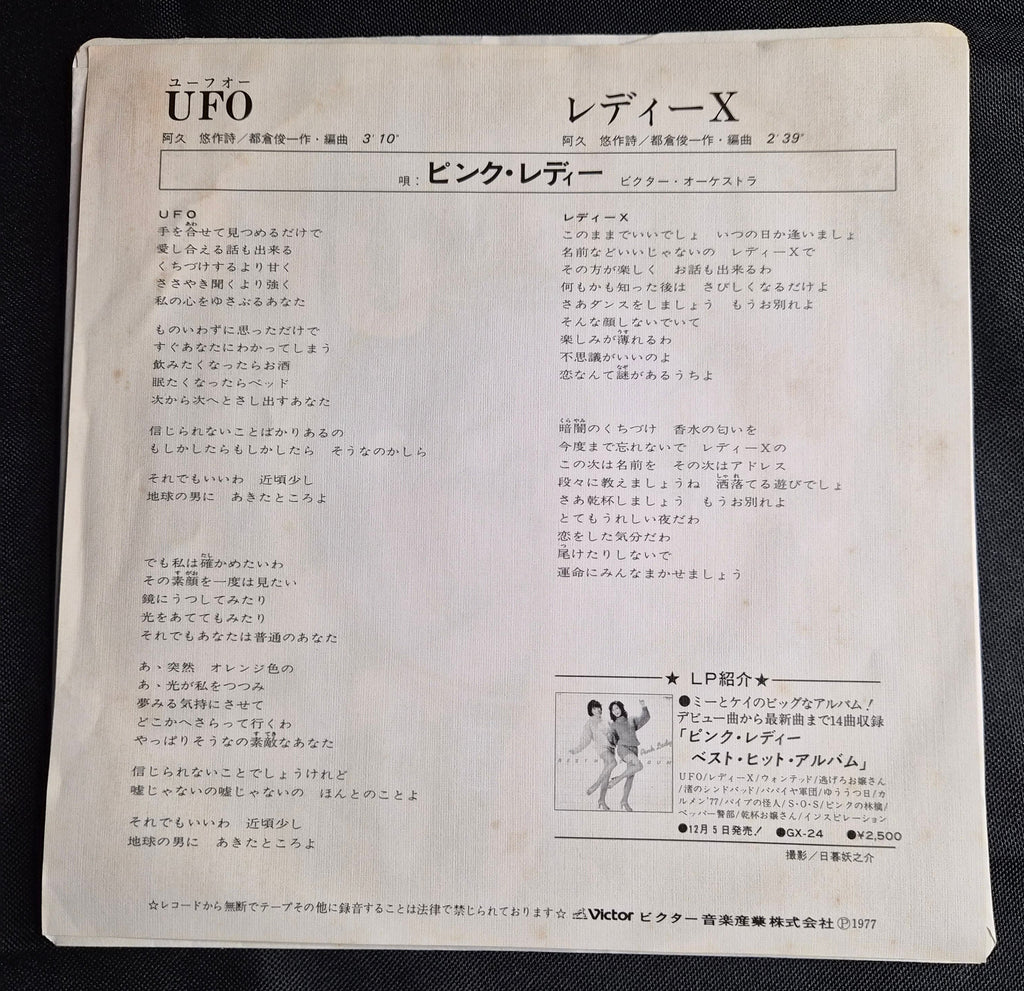 ユーフォー
UFO
阿久 悠作詩／都倉俊一作・編曲 3'10"
レディーX
阿久 悠作詩／都倉俊一作・編曲 2'39"
唄：ピンク・レディー ビクター・オーケストラ
UFO
手を合せて見つめるだけで
愛し合える話も出来る
くちづけするより甘く
ささやき聞くより強く
私の心をゆさぶるあなた
ものいわずに思っただけで
すぐあなたにわかってしまう
飲みたくなったらお酒
眠たくなったらベッド
次から次へとさし出すあなた
信じられないことばかりあるの
もしかしたらもしかしたら そうなのかしら
それでもいいわ 近頃少し
地球の男に あきたところよ
でも私は確かめたいわ
その素顔を一度は見たい
鏡にうつしてみたり
光をあててもみたり
それでもあなたは普通のあなた
あゝ突然 オレンジ色の
あゝ光が私をつつみ
夢みる気持にさせて
どこかへさらって行くわ
やっぱりそうなの素敵なあなた
信じられないことでしょうけれど
嘘じゃないの嘘じゃないの ほんとのことよ
それでもいいわ 近頃少し
地球の男に あきたところよ
レディーX
このままでいいでしょ いつの日か逢いましょ
名前などいいじゃないの レディーXで
その方が楽しく お話も出来るわ
何もかも知った後は さびしくなるだけよ
さあダンスをしましょう もうお別れよ
そんな顔しないでいて
楽しみが薄れるわ
不思議がいいのよ
恋なんて謎があるうちよ
暗闇のくちづけ 香水の匂いを
今度まで忘れないで レディーXの
この次は名前を その次はアドレス
段々に教えましょうね 洒落てる遊びでしょ
さあ乾杯しましょう もうお別れよ
とてもうれしい夜だわ
恋をした気分だわ
尾けたりしないで
運命にみんなまかせましょう
★ LP紹介★
●ミーとケイのビッグなアルバム！
デビュー曲から最新曲まで14曲収録
「ピンク・レディー
ベスト・ヒット・アルバム」
UFO/レディーX/ウォンテッド/逃げろお嬢さん
/渚のシンドバッド/パパイヤ軍団/ゆううつ日/カ
ルメン'77/パイプの怪人/S・O・S/ピンクの林檎/
ペッパー警部/乾杯お嬢さん/インスピレーション
●12月5日発売！ ●GX-24 ●¥2,500
撮影／日暮妖之介
☆レコードから無断でテープその他に録音することは法律で禁じられております☆ Victor ビクター音楽産業株式会社 Ⓟ1977